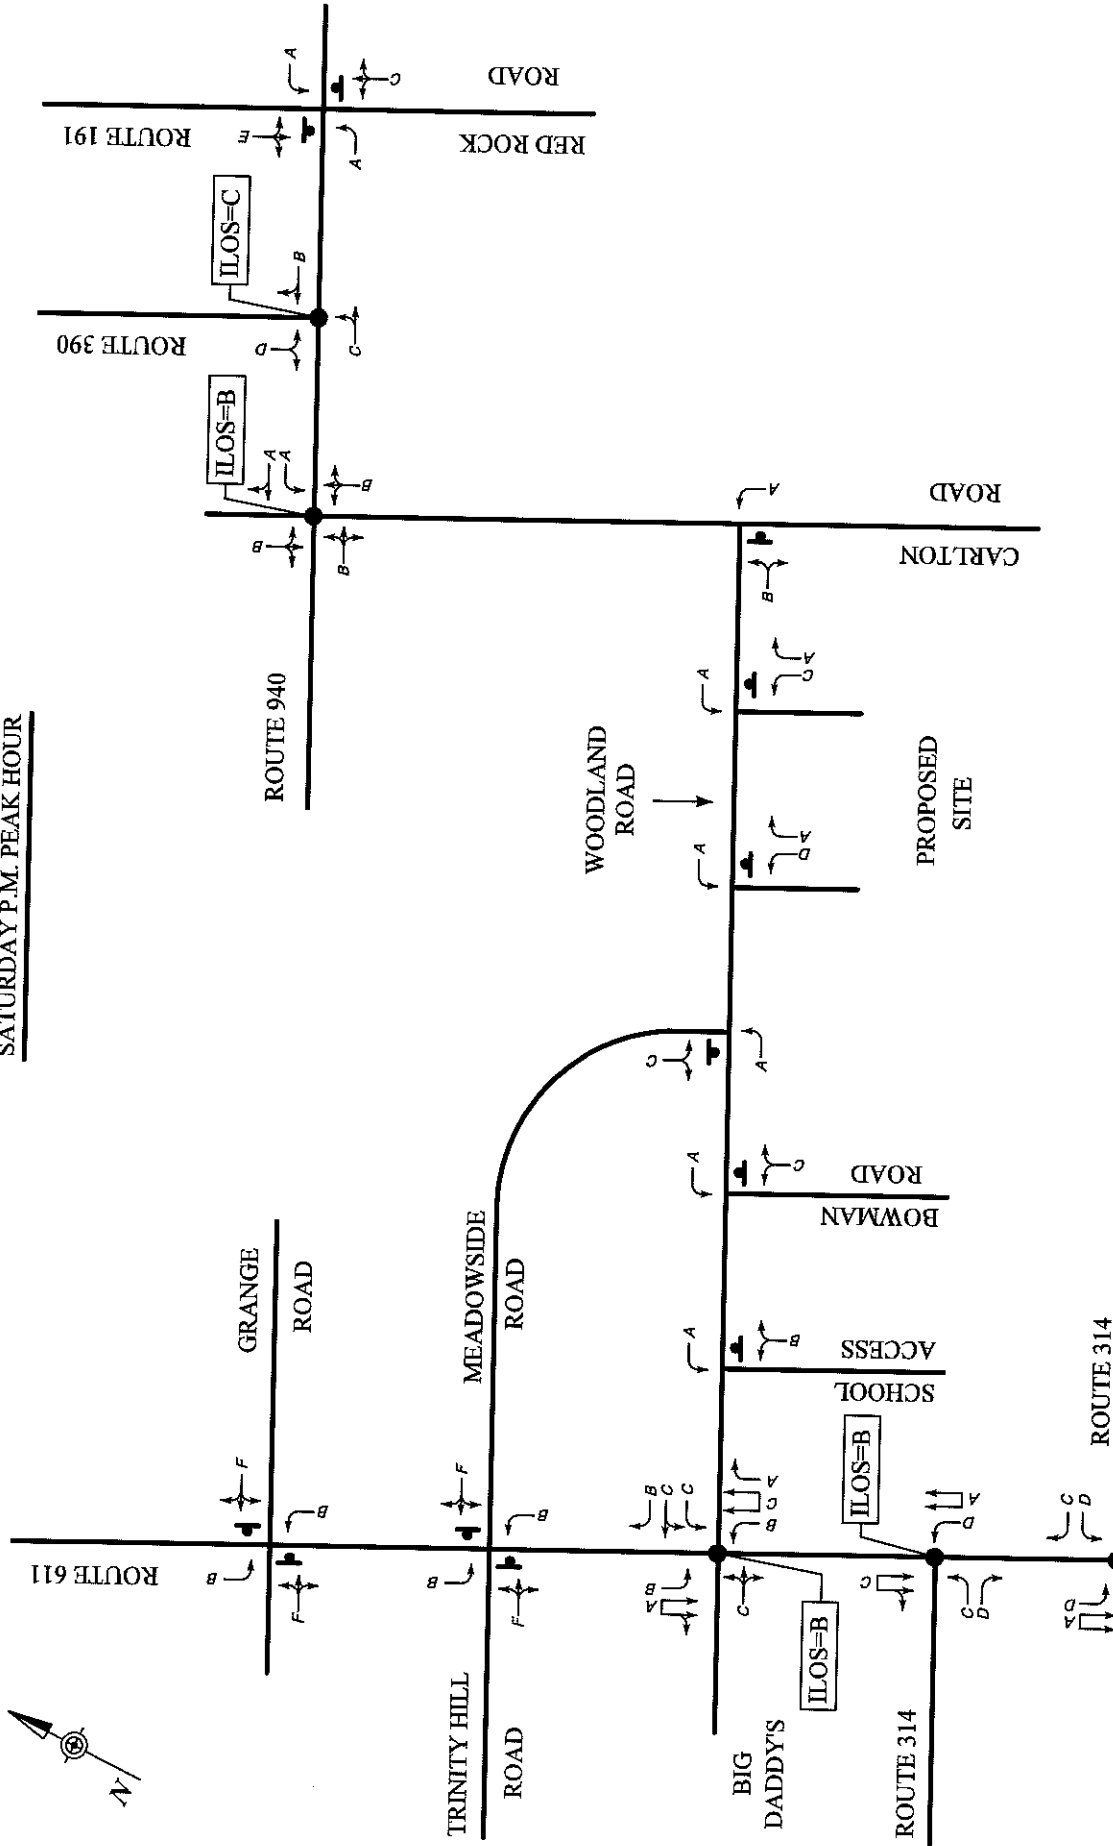 SATURDAY P.M. PEAK HOUR
ROUTE 191
A
ROAD
C
E
RED ROCK
A
ILOS=C
B
ROUTE 390
D
C
ILOS=B
A
A
B
B
B
ROUTE 940
A
ROAD
CARLTON
B
WOODLAND
ROAD
A
A
C
A
A
D
PROPOSED
SITE
C
A
A
C
ROAD
BOWMAN
A
B
ACCESS
SCHOOL
GRANGE
ROAD
MEADOWSIDE
ROAD
ROUTE 611
F
B
B
F
F
B
B
F
TRINITY HILL
ROAD
B
C
C
A
C
B
B
A
C
ILOS=B
BIG
DADDY'S
ILOS=B
A
D
C
C
D
ROUTE 314
ROUTE 314
C
D
D
A
N